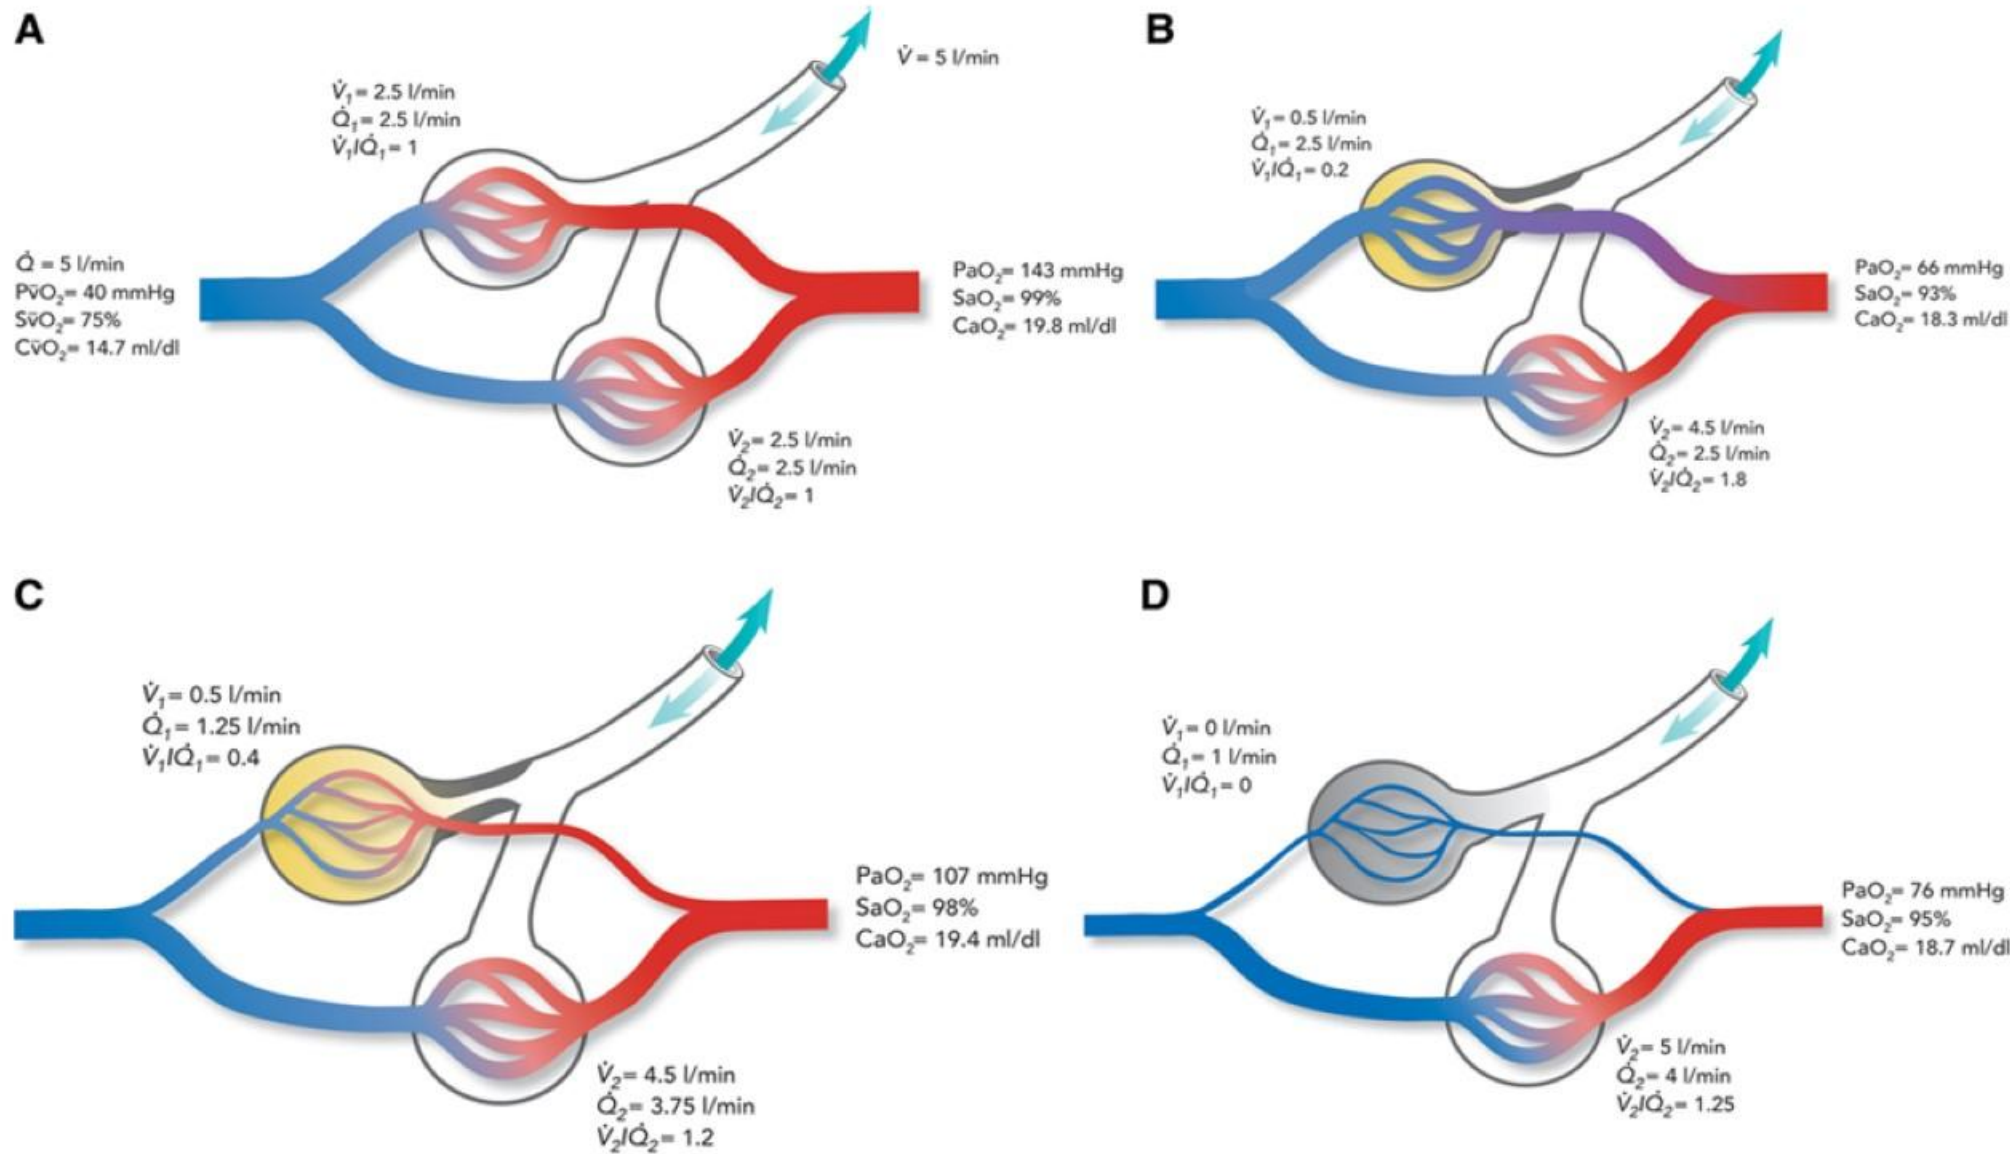 A
V̇ = 5 l/min
V̇₁= 2.5 l/min
Q̇₁= 2.5 l/min
V̇₁/Q̇₁= 1
Q̇ = 5 l/min
Pv̄O₂= 40 mmHg
Sv̄O₂= 75%
Cv̄O₂= 14.7 ml/dl
PaO₂= 143 mmHg
SaO₂= 99%
CaO₂= 19.8 ml/dl
V̇₂= 2.5 l/min
Q̇₂= 2.5 l/min
V̇₂/Q̇₂= 1
B
V̇₁= 0.5 l/min
Q̇₁= 2.5 l/min
V̇₁/Q̇₁= 0.2
PaO₂= 66 mmHg
SaO₂= 93%
CaO₂= 18.3 ml/dl
V̇₂= 4.5 l/min
Q̇₂= 2.5 l/min
V̇₂/Q̇₂= 1.8
C
V̇₁= 0.5 l/min
Q̇₁= 1.25 l/min
V̇₁/Q̇₁= 0.4
PaO₂= 107 mmHg
SaO₂= 98%
CaO₂= 19.4 ml/dl
V̇₂= 4.5 l/min
Q̇₂= 3.75 l/min
V̇₂/Q̇₂= 1.2
D
V̇₁= 0 l/min
Q̇₁= 1 l/min
V̇₁/Q̇₁= 0
PaO₂= 76 mmHg
SaO₂= 95%
CaO₂= 18.7 ml/dl
V̇₂= 5 l/min
Q̇₂= 4 l/min
V̇₂/Q̇₂= 1.25